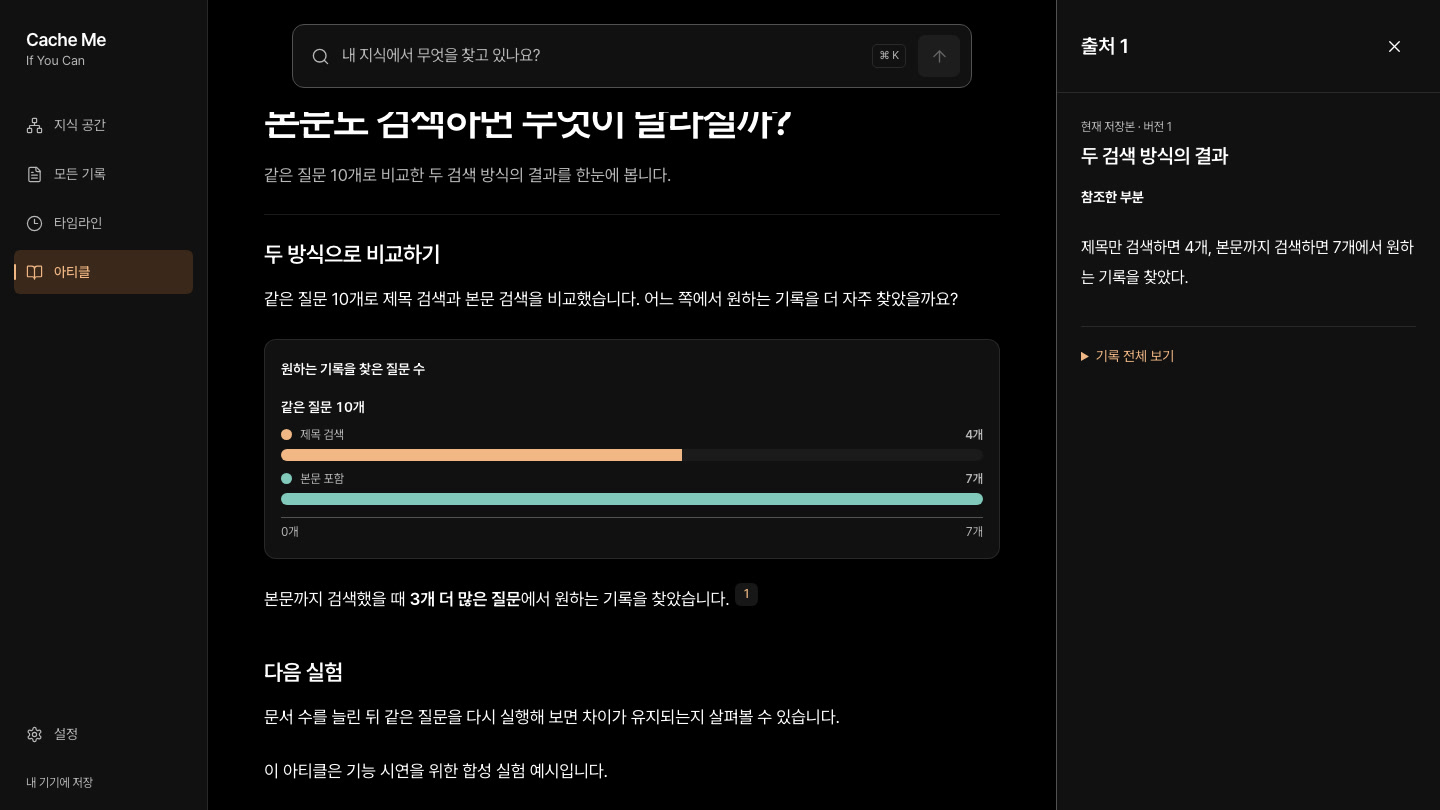 Cache Me
If You Can
지식 공간
모든 기록
타임라인
아티클
설정
내 기기에 저장
내 지식에서 무엇을 찾고 있나요?
⌘ K
본문도 검색하면 무엇이 달라질까?
같은 질문 10개로 비교한 두 검색 방식의 결과를 한눈에 봅니다.
두 방식으로 비교하기
같은 질문 10개로 제목 검색과 본문 검색을 비교했습니다. 어느 쪽에서 원하는 기록을 더 자주 찾았을까요?
원하는 기록을 찾은 질문 수
같은 질문 10개
제목 검색 4개
본문 포함 7개
0개 7개
본문까지 검색했을 때 3개 더 많은 질문에서 원하는 기록을 찾았습니다. 1
다음 실험
문서 수를 늘린 뒤 같은 질문을 다시 실행해 보면 차이가 유지되는지 살펴볼 수 있습니다.
이 아티클은 기능 시연을 위한 합성 실험 예시입니다.
출처 1
현재 저장본 · 버전 1
두 검색 방식의 결과
참조한 부분
제목만 검색하면 4개, 본문까지 검색하면 7개에서 원하
는 기록을 찾았다.
기록 전체 보기